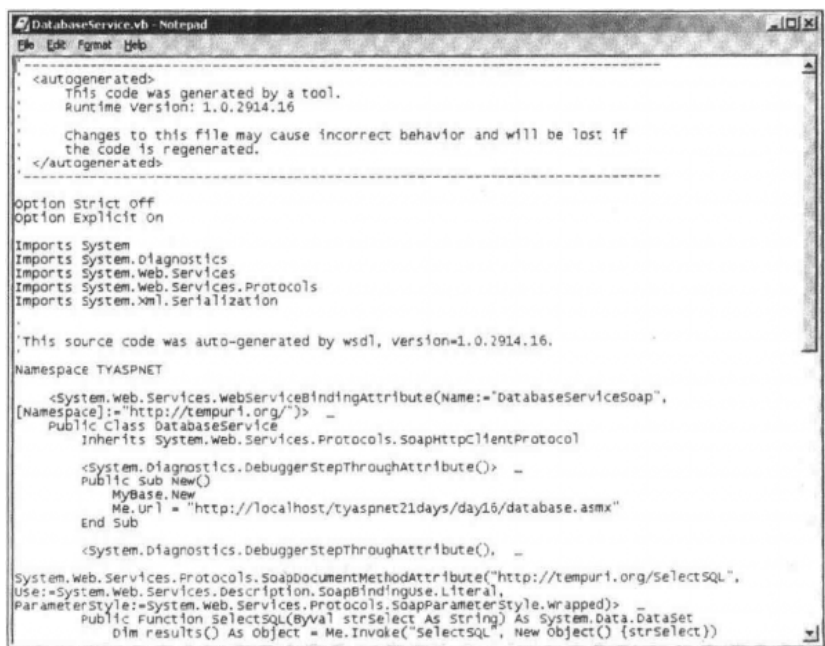 DatabaseService.vb - Notepad
File Edit Format Help
'------------------------------------------------------------------------------
' <autogenerated>
'     This code was generated by a tool.
'     Runtime Version: 1.0.2914.16
'
'     Changes to this file may cause incorrect behavior and will be lost if
'     the code is regenerated.
' </autogenerated>
'------------------------------------------------------------------------------
Option Strict Off
Option Explicit On
Imports System
Imports System.Diagnostics
Imports System.Web.Services
Imports System.Web.Services.Protocols
Imports System.Xml.Serialization
'
'This source code was auto-generated by wsdl, Version=1.0.2914.16.
'
Namespace TYASPNET
<System.Web.Services.WebServiceBindingAttribute(Name:="DatabaseServiceSoap",
[Namespace]:="http://tempuri.org/")> _
Public Class DatabaseService
Inherits System.Web.Services.Protocols.SoapHttpClientProtocol
<System.Diagnostics.DebuggerStepThroughAttribute()> _
Public Sub New()
MyBase.New
Me.Url = "http://localhost/tyaspnet21days/day16/database.asmx"
End Sub
<System.Diagnostics.DebuggerStepThroughAttribute(), _
System.Web.Services.Protocols.SoapDocumentMethodAttribute("http://tempuri.org/SelectSQL",
Use:=System.Web.Services.Description.SoapBindingUse.Literal,
ParameterStyle:=System.Web.Services.Protocols.SoapParameterStyle.Wrapped)> _
Public Function SelectSQL(ByVal strSelect As String) As System.Data.DataSet
Dim results() As Object = Me.Invoke("SelectSQL", New Object() {strSelect})